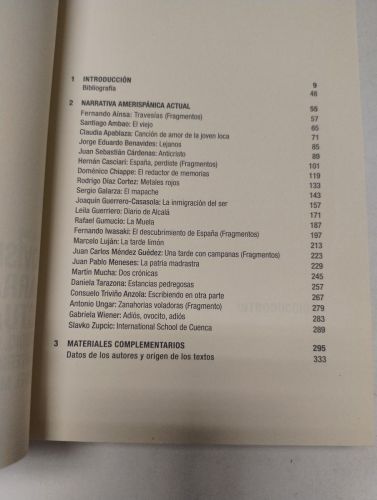 1 INTRODUCCIÓN 9
Bibliografía 46
2 NARRATIVA AMERISPÁNICA ACTUAL 55
Fernando Aínsa: Travesías (Fragmentos) 57
Santiago Ambao: El viejo 65
Claudia Apablaza: Canción de amor de la joven loca 71
Jorge Eduardo Benavides: Lejanos 85
Juan Sebastián Cárdenas: Anticristo 89
Hernán Casciari: España, perdiste (Fragmentos) 101
Doménico Chiappe: El redactor de memorias 119
Rodrigo Díaz Cortez: Metales rojos 133
Sergio Galarza: El mapache 143
Joaquín Guerrero-Casasola: La inmigración del ser 157
Leila Guerriero: Diario de Alcalá 171
Rafael Gumucio: La Muela 187
Fernando Iwasaki: El descubrimiento de España (Fragmentos) 197
Marcelo Luján: La tarde limón 213
Juan Carlos Méndez Guédez: Una tarde con campanas (Fragmentos) 223
Juan Pablo Meneses: La patria madrastra 229
Martín Mucha: Dos crónicas 245
Daniela Tarazona: Estancias pedregosas 257
Consuelo Triviño Anzola: Escribiendo en otra parte 267
Antonio Ungar: Zanahorias voladoras (Fragmento) 279
Gabriela Wiener: Adiós, ovocito, adiós 283
Slavko Zupcic: International School de Cuenca 289
3 MATERIALES COMPLEMENTARIOS 295
Datos de los autores y origen de los textos 333